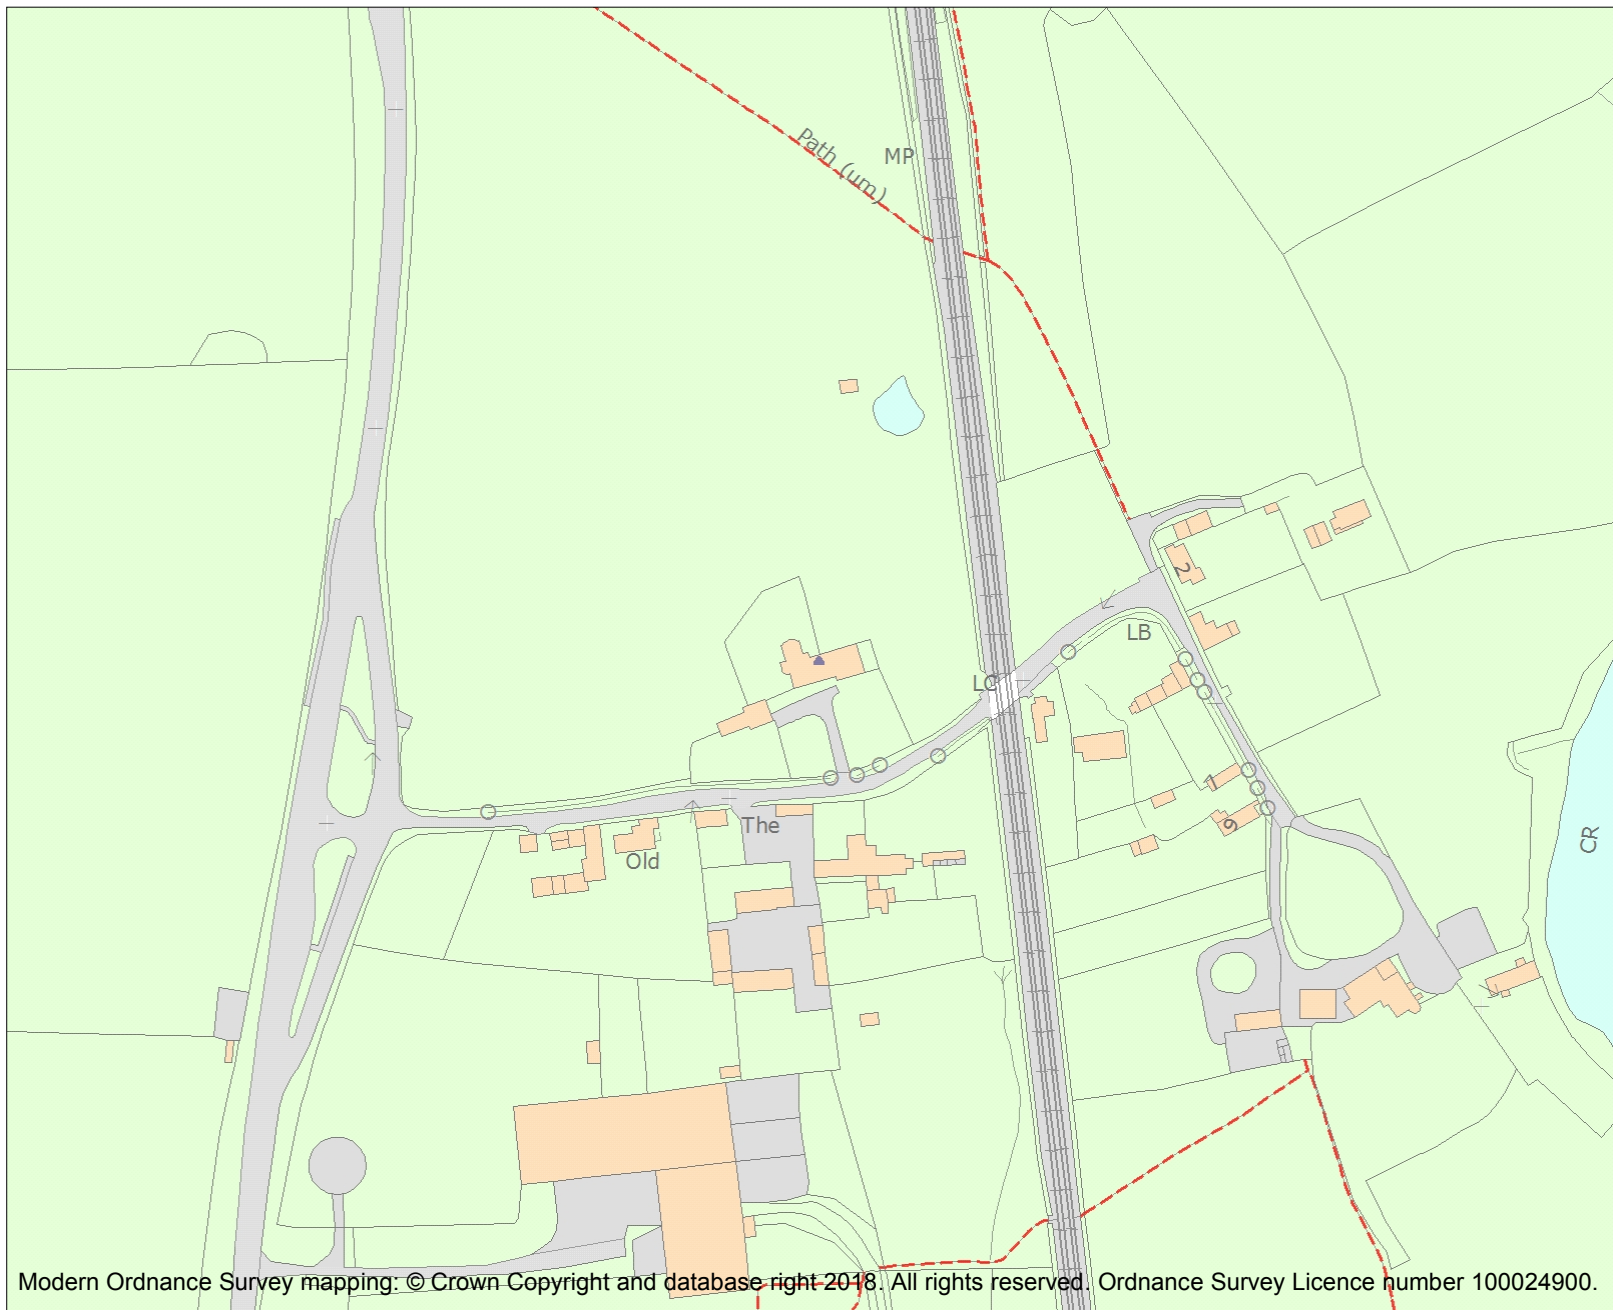 Path (um)
MP
2
LB
LC
7
The
6
CR
Old
Modern Ordnance Survey mapping: © Crown Copyright and database right 2018. All rights reserved. Ordnance Survey Licence number 100024900.